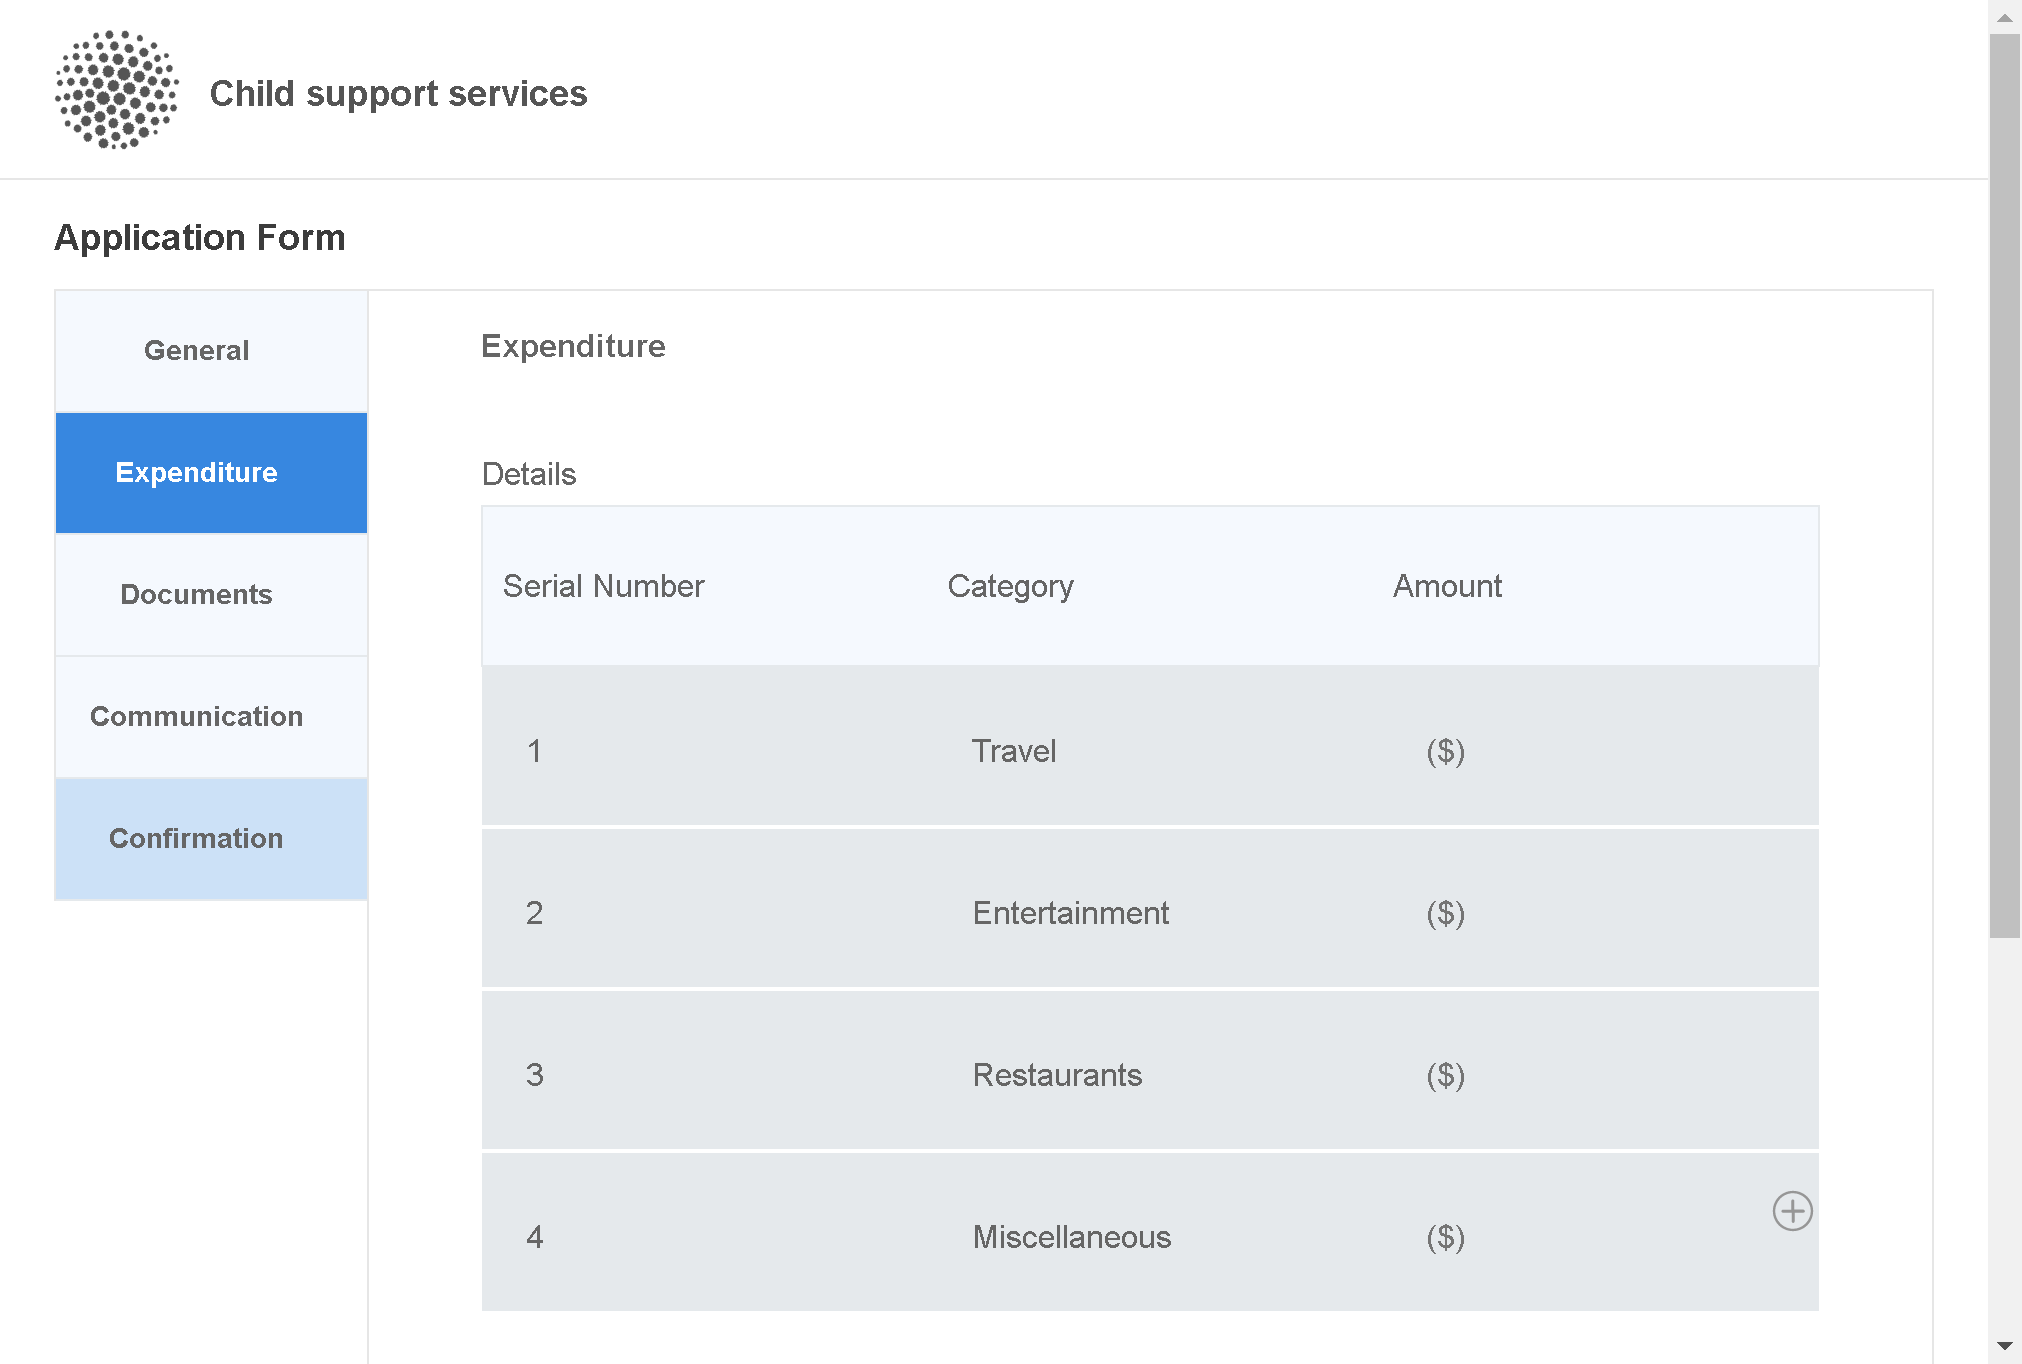 Child support services
Application Form
General
Expenditure
Documents
Communication
Confirmation
Expenditure
Details
Serial Number Category Amount
1 Travel ($)
2 Entertainment ($)
3 Restaurants ($)
4 Miscellaneous ($)